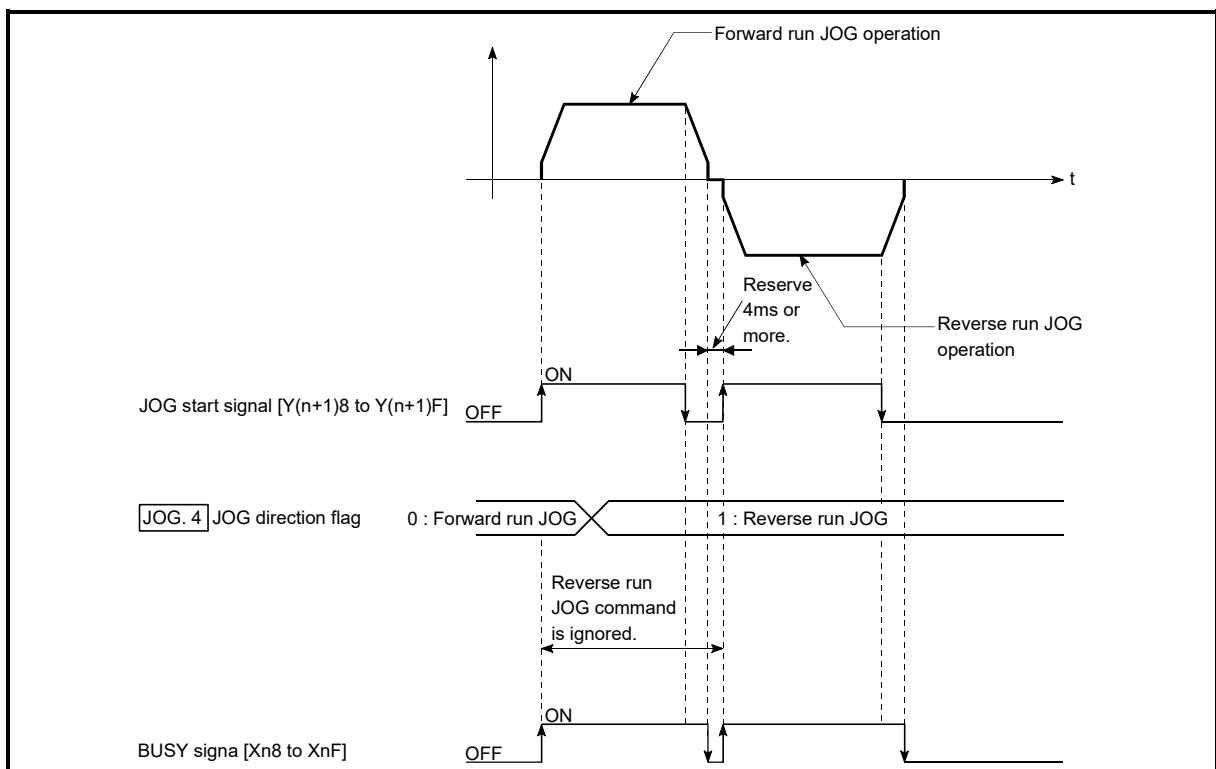 Forward run JOG operation
t
Reserve
4ms or
more.
Reverse run JOG
operation
ON
JOG start signal [Y(n+1)8 to Y(n+1)F]
OFF
JOG. 4 JOG direction flag
0 : Forward run JOG
1 : Reverse run JOG
Reverse run
JOG command
is ignored.
ON
BUSY signa [Xn8 to XnF]
OFF